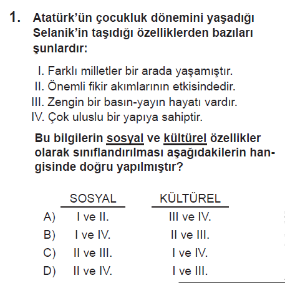 1. Atatürk'ün çocukluk dönemini yaşadığı
Selanik'in taşıdığı özelliklerden bazıları
şunlardır:
I. Farklı milletler bir arada yaşamıştır.
II. Önemli fikir akımlarının etkisindedir.
III. Zengin bir basın-yayın hayatı vardır.
IV. Çok uluslu bir yapıya sahiptir.
Bu bilgilerin sosyal ve kültürel özellikler
olarak sınıflandırılması aşağıdakilerin han-
gisinde doğru yapılmıştır?
SOSYAL KÜLTÜREL
A) I ve II. III ve IV.
B) I ve IV. II ve III.
C) II ve III. I ve IV.
D) II ve IV. I ve III.